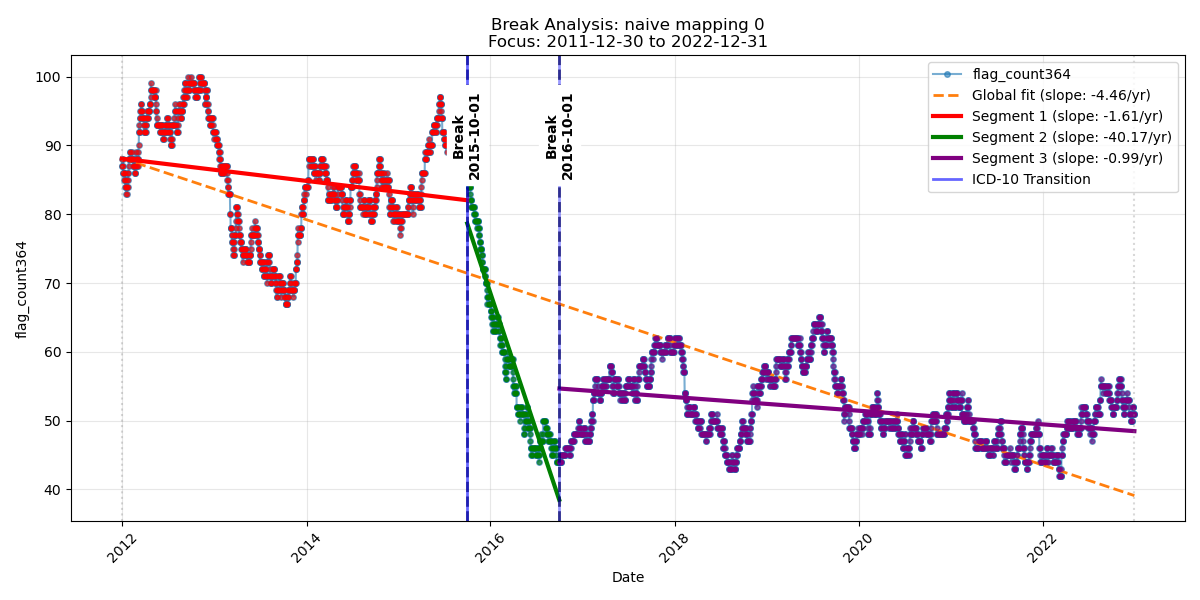 Break Analysis: naive mapping 0
Focus: 2011-12-30 to 2022-12-31
flag_count364
100
90
80
70
60
50
40
Break
2015-10-01
Break
2016-10-01
flag_count364
Global fit (slope: -4.46/yr)
Segment 1 (slope: -1.61/yr)
Segment 2 (slope: -40.17/yr)
Segment 3 (slope: -0.99/yr)
ICD-10 Transition
2012
2014
2016
2018
2020
2022
Date